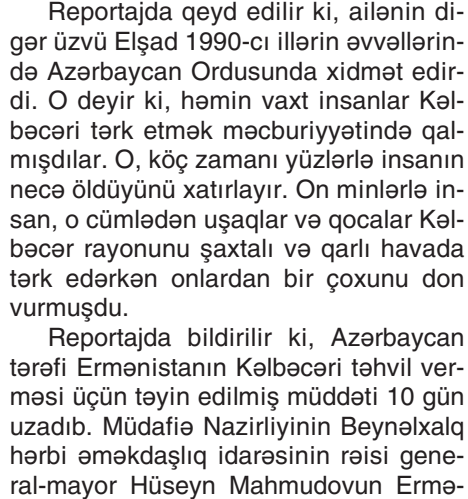 Reportajda qeyd edilir ki, ailənin di-
gər üzvü Elşad 1990-cı illərin əvvəllərin-
də Azərbaycan Ordusunda xidmət edir-
di. O deyir ki, həmin vaxt insanlar Kəl-
bəcəri tərk etmək məcburiyyətində qal-
mışdılar. O, köç zamanı yüzlərlə insanın
necə öldüyünü xatırlayır. On minlərlə in-
san, o cümlədən uşaqlar və qocalar Kəl-
bəcər rayonunu şaxtalı və qarlı havada
tərk edərkən onlardan bir çoxunu don
vurmuşdu.
Reportajda bildirilir ki, Azərbaycan
tərəfi Ermənistanın Kəlbəcəri təhvil ver-
məsi üçün təyin edilmiş müddəti 10 gün
uzadıb. Müdafiə Nazirliyinin Beynəlxalq
hərbi əməkdaşlıq idarəsinin rəisi gene-
ral-mayor Hüseyn Mahmudovun Ermə-